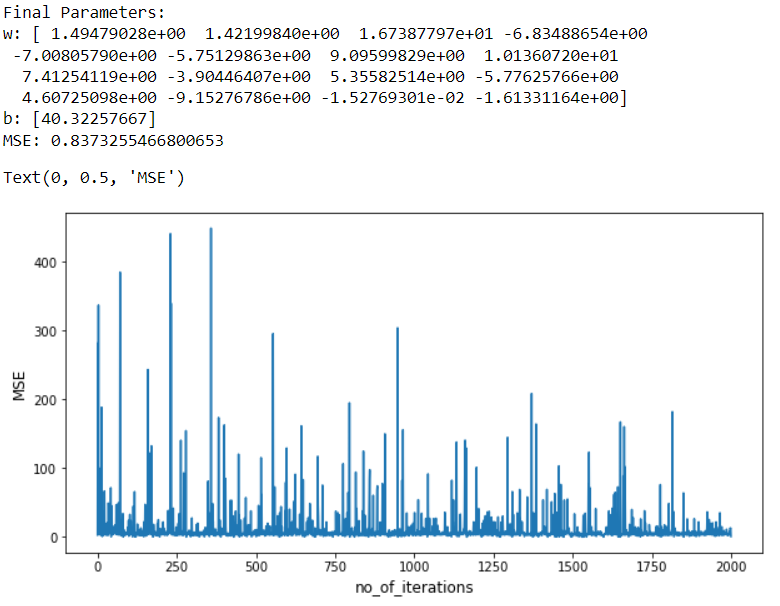 Final Parameters:
w: [ 1.49479028e+00  1.42199840e+00  1.67387797e+01 -6.83488654e+00
 -7.00805790e+00 -5.75129863e+00  9.09599829e+00  1.01360720e+01
  7.41254119e+00 -3.90446407e+00  5.35582514e+00 -5.77625766e+00
  4.60725098e+00 -9.15276786e+00 -1.52769301e-02 -1.61331164e+00]
b: [40.32257667]
MSE: 0.8373255466800653
Text(0, 0.5, 'MSE')
400
300
200
100
0
MSE
0 250 500 750 1000 1250 1500 1750 2000
no_of_iterations